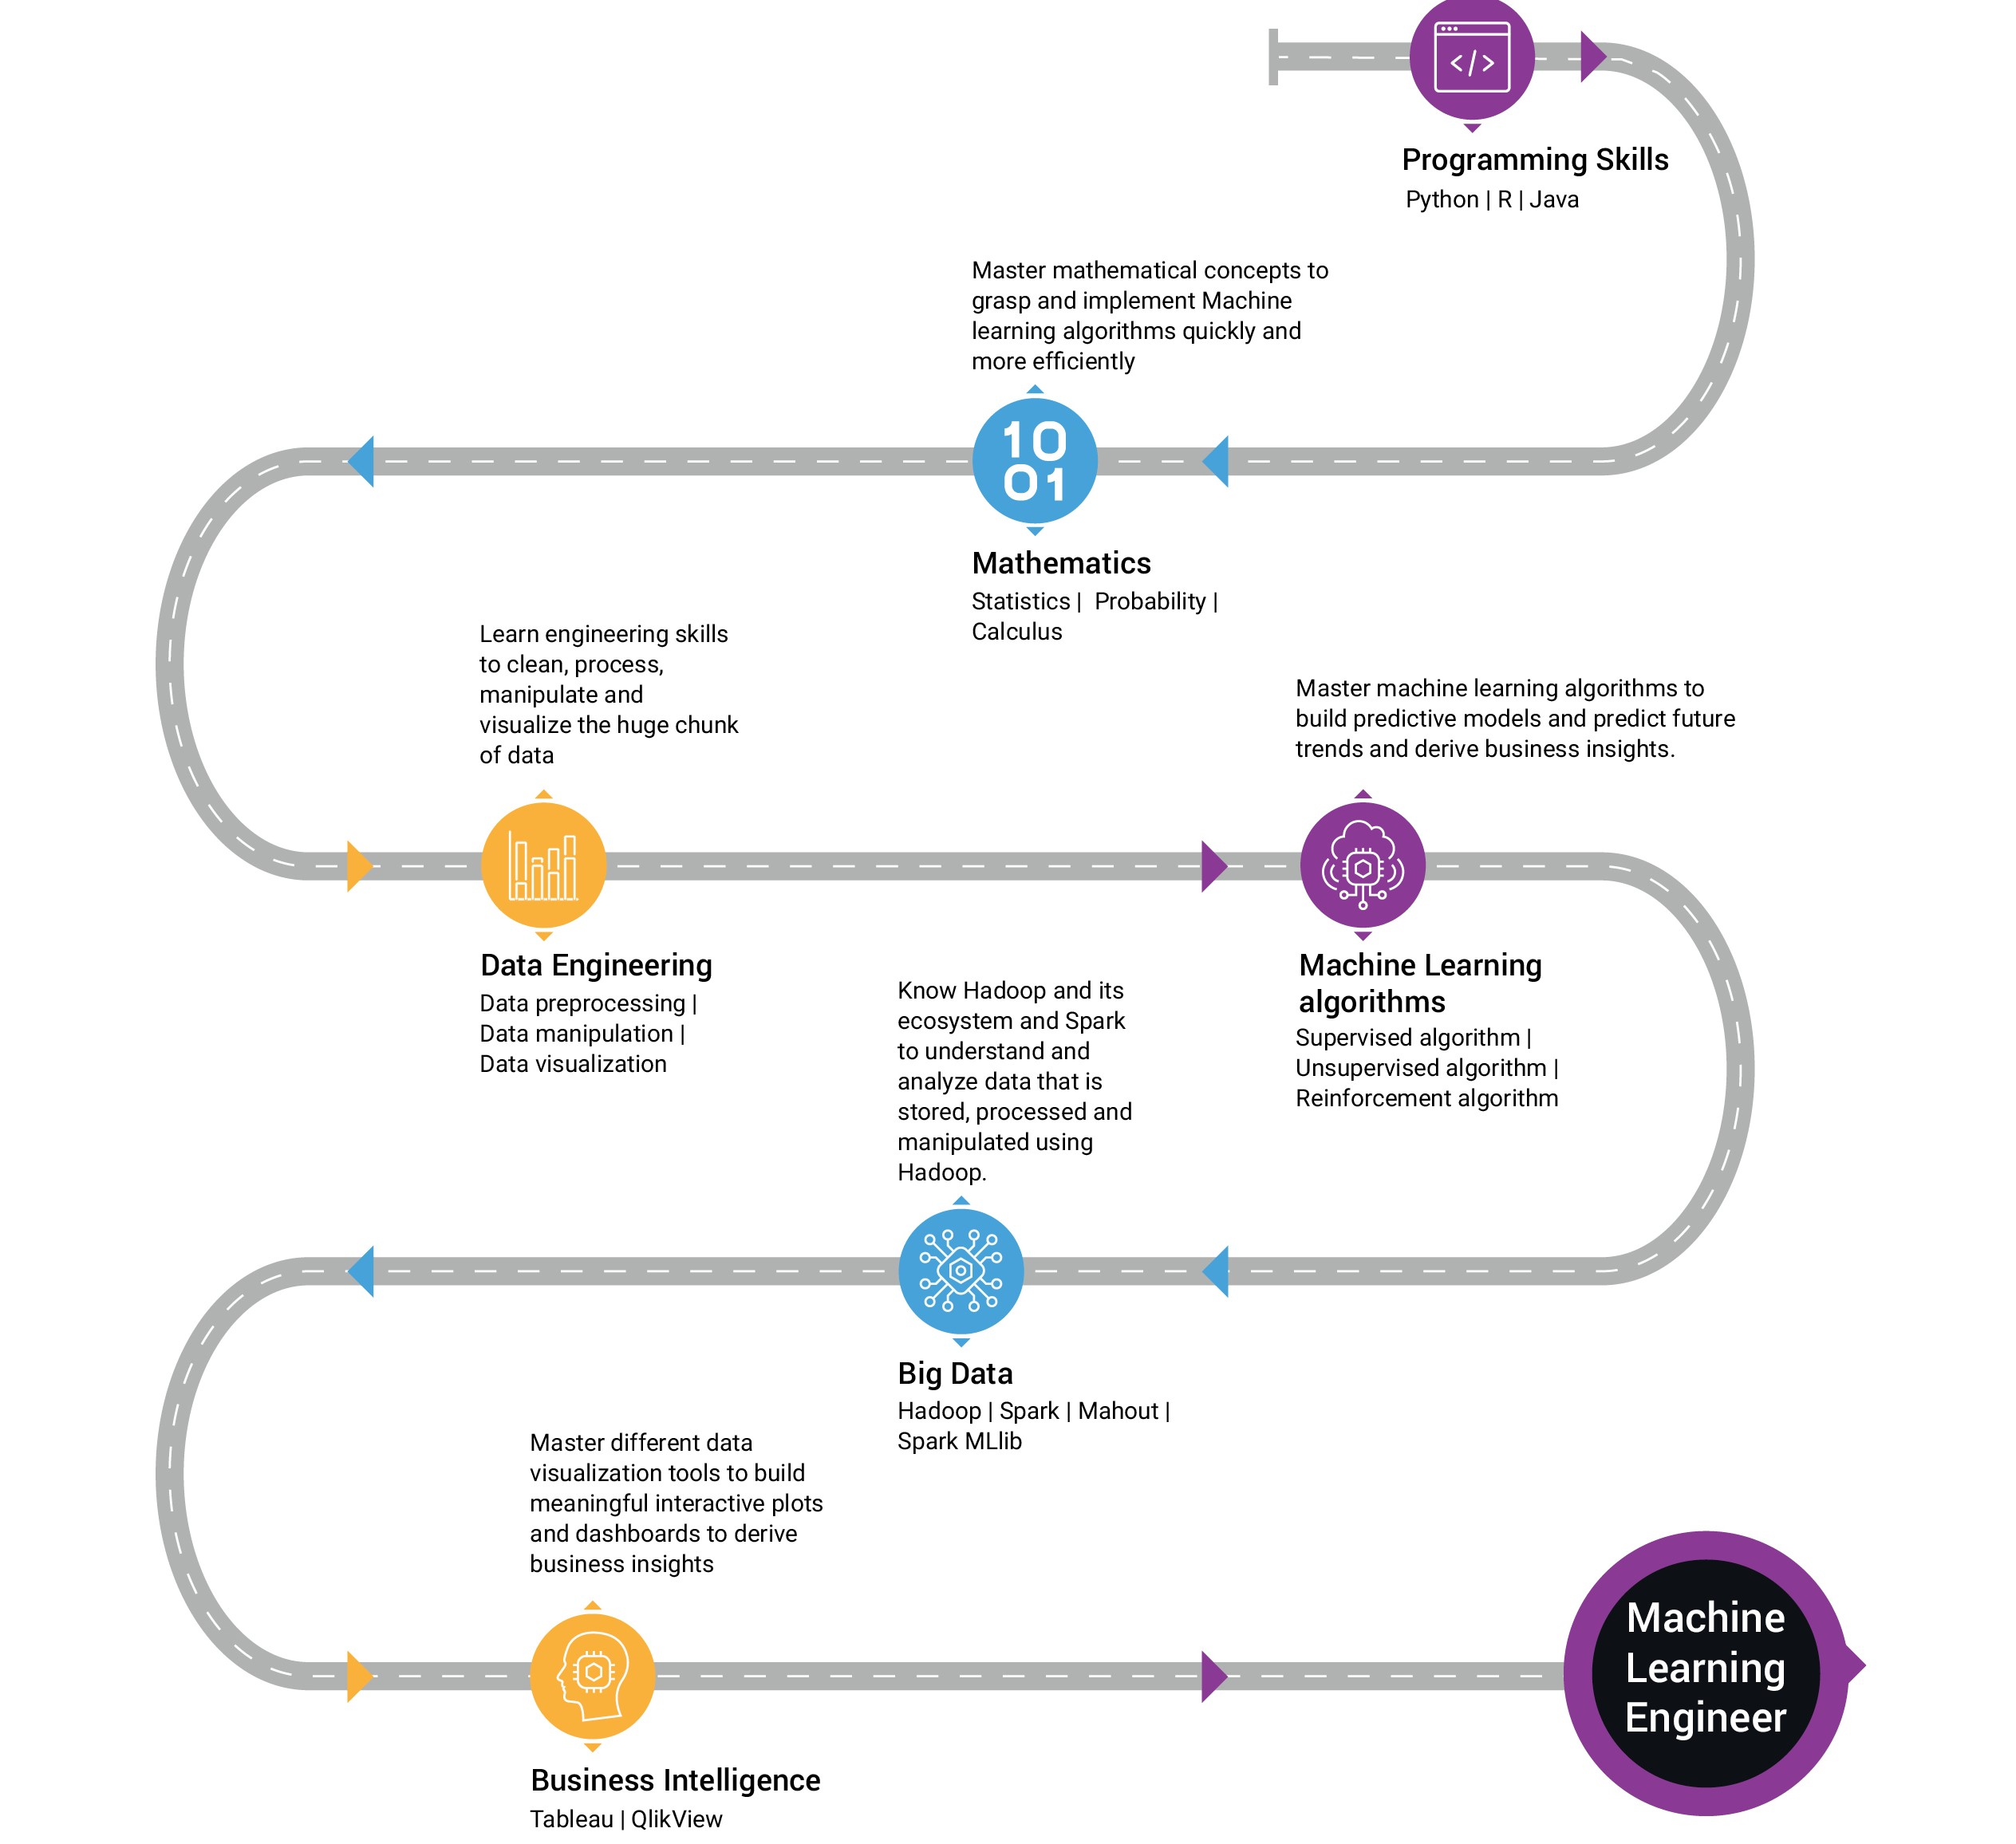 Programming Skills
Python | R | Java
Master mathematical concepts to
grasp and implement Machine
learning algorithms quickly and
more efficiently
10
01
Mathematics
Statistics | Probability |
Calculus
Learn engineering skills
to clean, process,
manipulate and
visualize the huge chunk
of data
Data Engineering
Data preprocessing |
Data manipulation |
Data visualization
Master machine learning algorithms to
build predictive models and predict future
trends and derive business insights.
Machine Learning
algorithms
Supervised algorithm |
Unsupervised algorithm |
Reinforcement algorithm
Know Hadoop and its
ecosystem and Spark
to understand and
analyze data that is
stored, processed and
manipulated using
Hadoop.
Big Data
Hadoop | Spark | Mahout |
Spark MLlib
Master different data
visualization tools to build
meaningful interactive plots
and dashboards to derive
business insights
Business Intelligence
Tableau | QlikView
Machine
Learning
Engineer